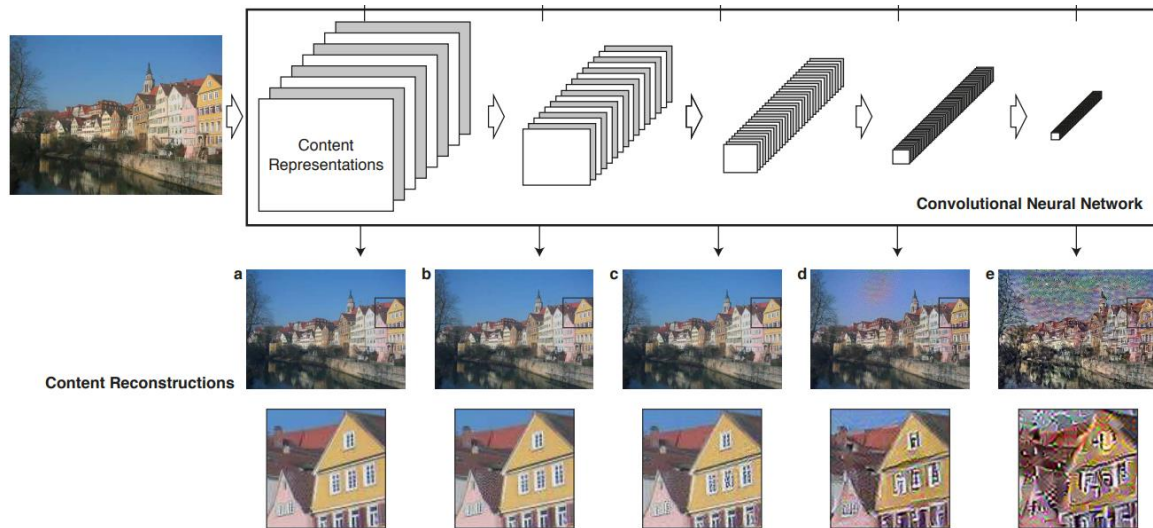 Content
Representations
Convolutional Neural Network
a
b
c
d
e
Content Reconstructions